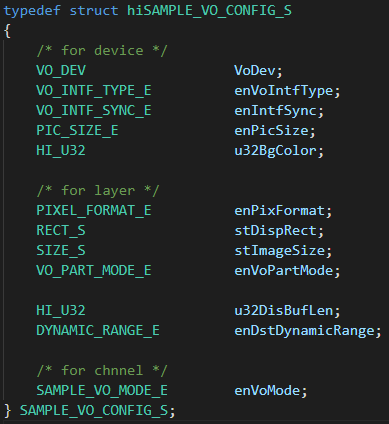 typedef struct hiSAMPLE_VO_CONFIG_S
{
/* for device */
VO_DEV VoDev;
VO_INTF_TYPE_E enVoIntfType;
VO_INTF_SYNC_E enIntfSync;
PIC_SIZE_E enPicSize;
HI_U32 u32BgColor;
/* for layer */
PIXEL_FORMAT_E enPixFormat;
RECT_S stDispRect;
SIZE_S stImageSize;
VO_PART_MODE_E enVoPartMode;
HI_U32 u32DisBufLen;
DYNAMIC_RANGE_E enDstDynamicRange;
/* for chnnel */
SAMPLE_VO_MODE_E enVoMode;
} SAMPLE_VO_CONFIG_S;